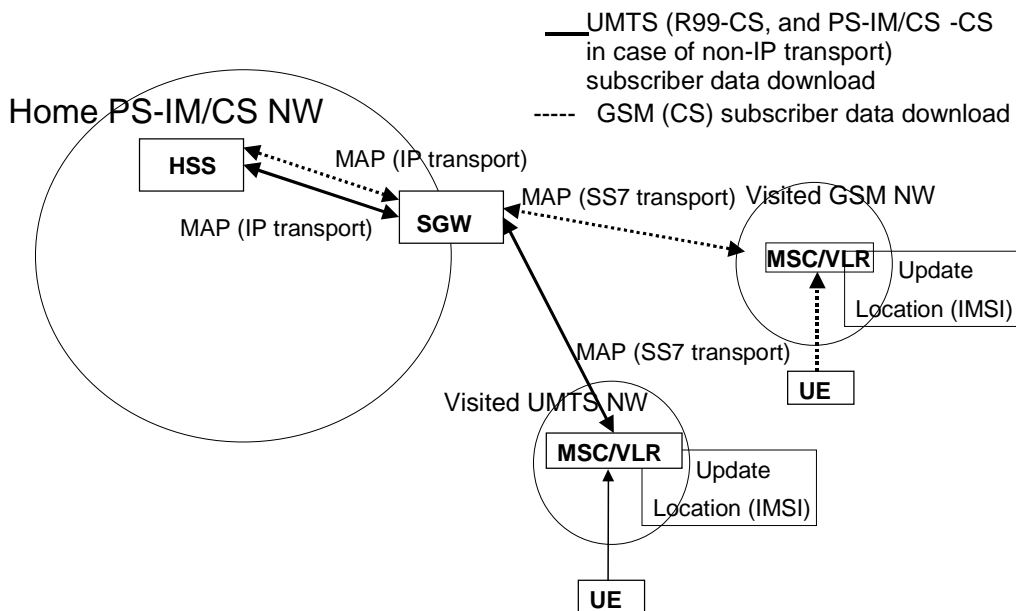 UMTS (R99-CS, and PS-IM/CS -CS
in case of non-IP transport)
subscriber data download
GSM (CS) subscriber data download
Home PS-IM/CS NW
HSS
MAP (IP transport)
MAP (IP transport)
SGW
MAP (SS7 transport)
Visited GSM NW
MSC/VLR
Update
Location (IMSI)
UE
MAP (SS7 transport)
Visited UMTS NW
MSC/VLR
Update
Location (IMSI)
UE